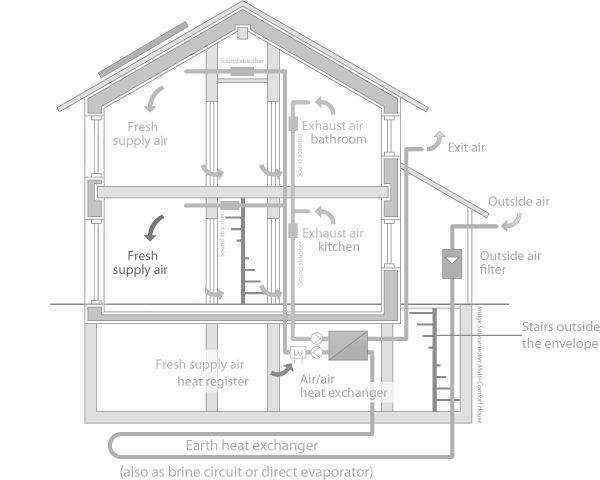 Sound absorber
Fresh
supply air
Exhaust air
bathroom
Sound absorber
Exit air
Outside air
Sound absorber
Exhaust air
kitchen
Sound absorber
Fresh
supply air
Outside air
filter
Image Source: Isover Multi-Comfort House
Stairs outside
the envelope
Fresh supply air
heat register
Air/air
heat exchanger
Earth heat exchanger
(also as brine circuit or direct evaporator)